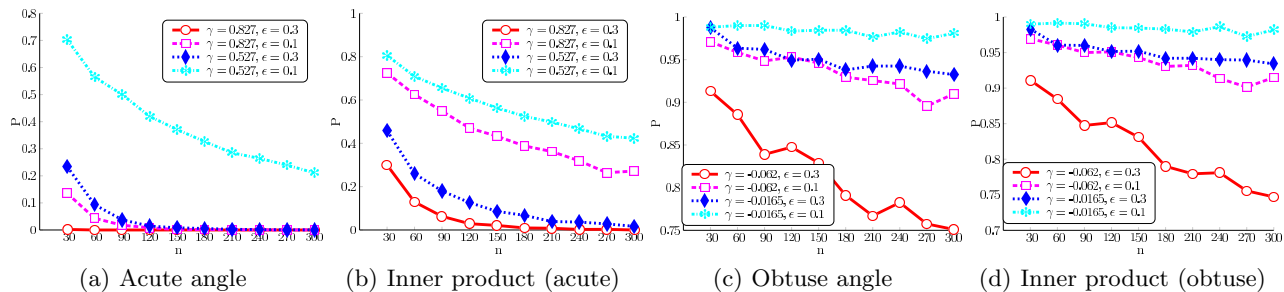 0.8
0.7
0.6
0.5
0.4
0.3
0.2
0.1
0
P
30 60 90 120 150 180 210 240 270 300
n
γ = 0.827, ϵ = 0.3
γ = 0.827, ϵ = 0.1
γ = 0.527, ϵ = 0.3
γ = 0.527, ϵ = 0.1
(a) Acute angle
1
0.8
0.6
0.4
0.2
0
P
30 60 90 120 150 180 210 240 270 300
n
γ = 0.827, ϵ = 0.3
γ = 0.827, ϵ = 0.1
γ = 0.527, ϵ = 0.3
γ = 0.527, ϵ = 0.1
(b) Inner product (acute)
1
0.95
0.9
0.85
0.8
0.75
P
30 60 90 120 150 180 210 240 270 300
n
γ = -0.062, ϵ = 0.3
γ = -0.062, ϵ = 0.1
γ = -0.0165, ϵ = 0.3
γ = -0.0165, ϵ = 0.1
(c) Obtuse angle
1
0.95
0.9
0.85
0.8
0.75
0.7
P
30 60 90 120 150 180 210 240 270 300
n
γ = -0.062, ϵ = 0.3
γ = -0.062, ϵ = 0.1
γ = -0.0165, ϵ = 0.3
γ = -0.0165, ϵ = 0.1
(d) Inner product (obtuse)